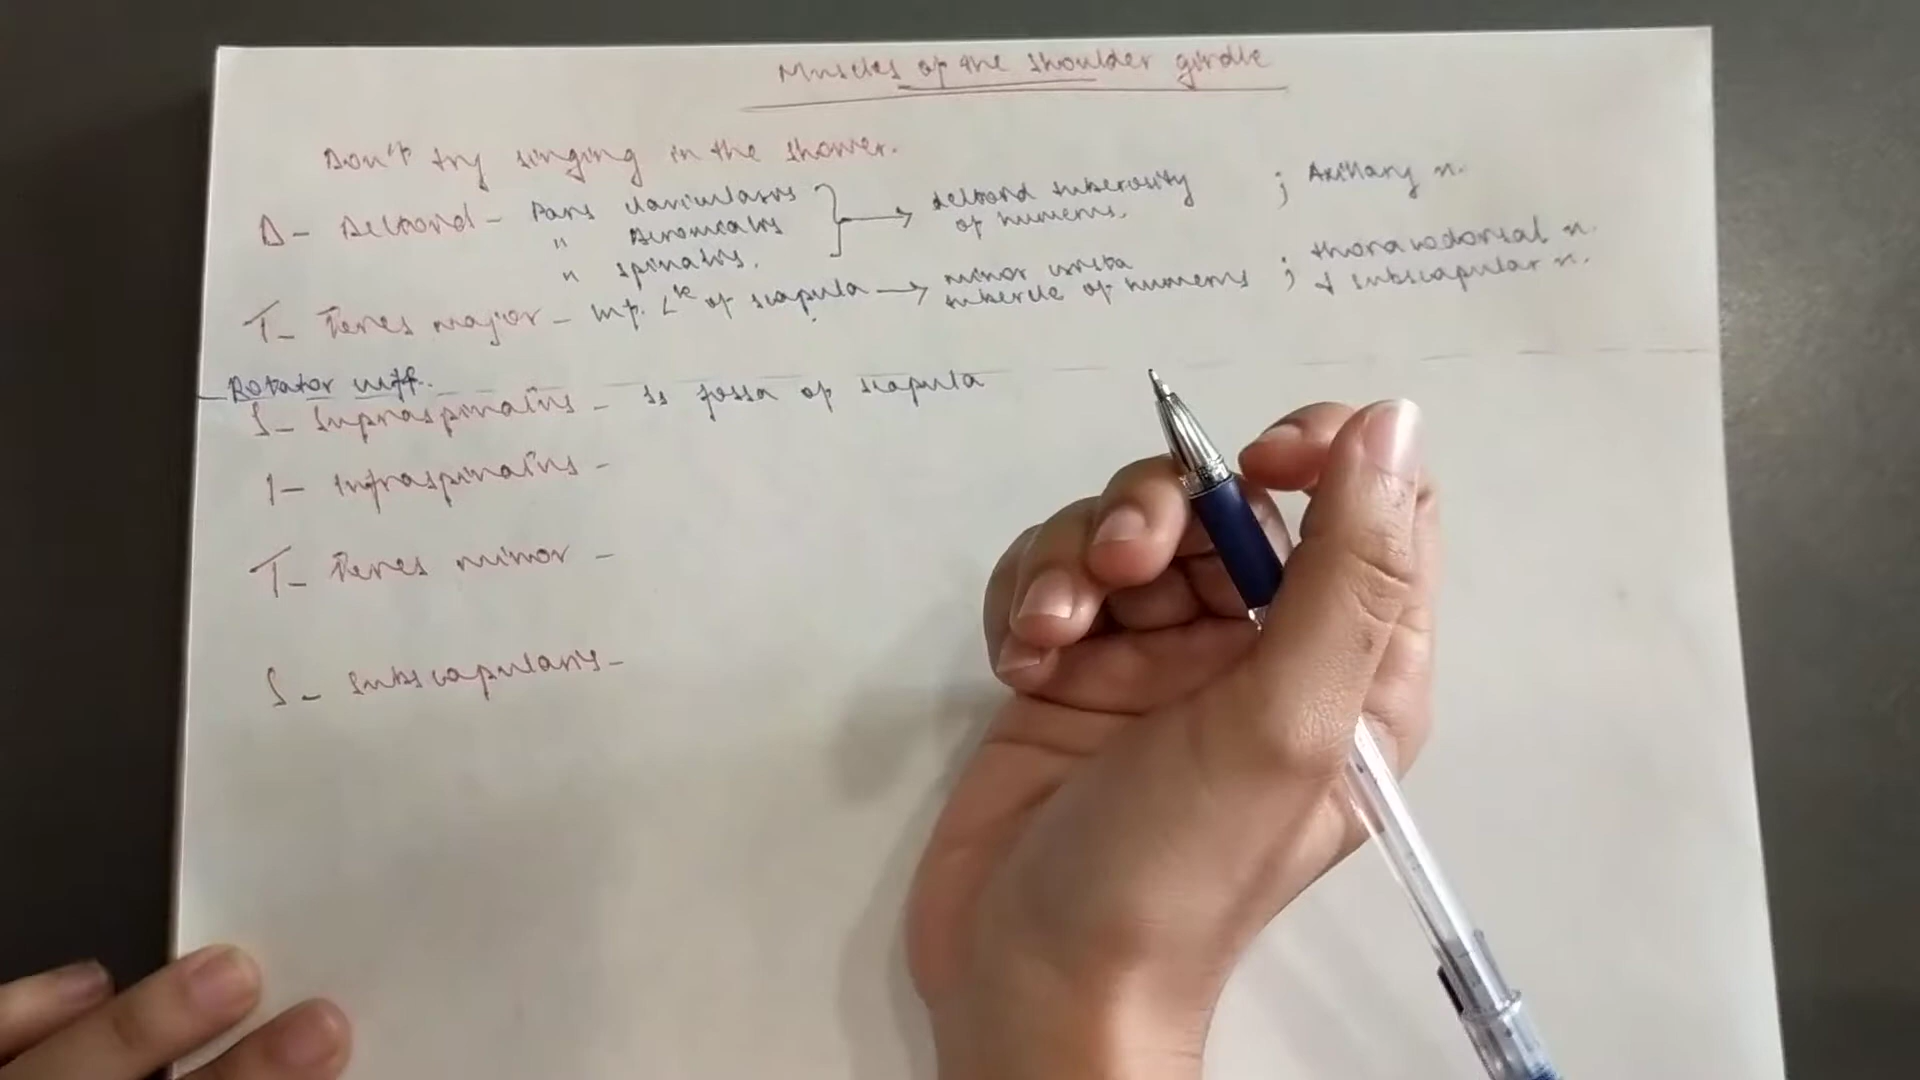 Muscles of the shoulder girdle
Don't try singing in the shower.
D- Deltoid - Pars clavicularis
" Acromialis
" spinalis.
→ deltoid tuberosity
of humerus.
; Axillary n.
T- Teres major - inf. ∠le of scapula → minor crista
tubercle of humerus
; thoracodorsal n.
& subscapular n.
Rotator cuff.
S- Supraspinatus - ss fossa of scapula
I- Infraspinatus -
T- Teres minor -
S- Subscapularis-